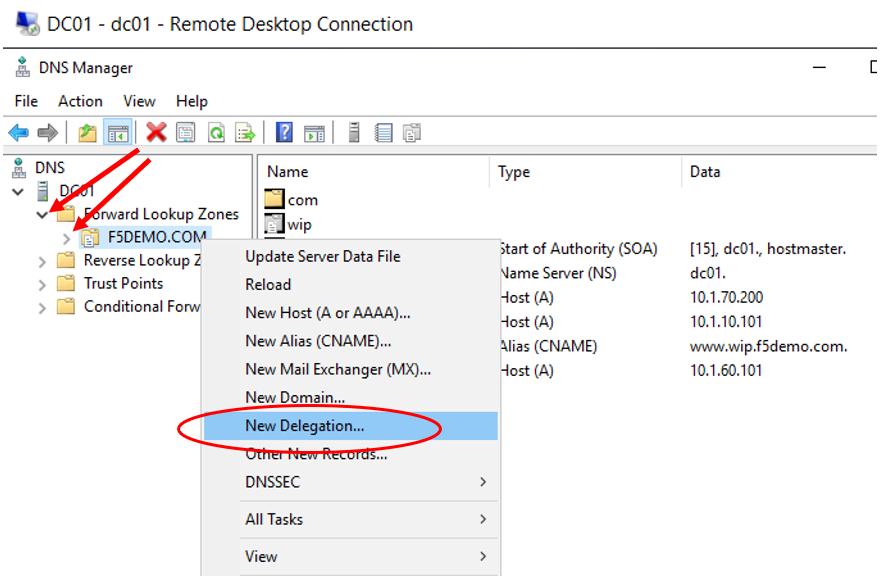 DC01 - dc01 - Remote Desktop Connection
DNS Manager
File Action View Help
DNS
DC01
Forward Lookup Zones
F5DEMO.COM
Reverse Lookup Z
Trust Points
Conditional Forw
Name Type Data
com
wip
Start of Authority (SOA) [15], dc01., hostmaster.
Name Server (NS) dc01.
Host (A) 10.1.70.200
Host (A) 10.1.10.101
Alias (CNAME) www.wip.f5demo.com.
Host (A) 10.1.60.101
Update Server Data File
Reload
New Host (A or AAAA)...
New Alias (CNAME)...
New Mail Exchanger (MX)...
New Domain...
New Delegation...
Other New Records...
DNSSEC
All Tasks
View